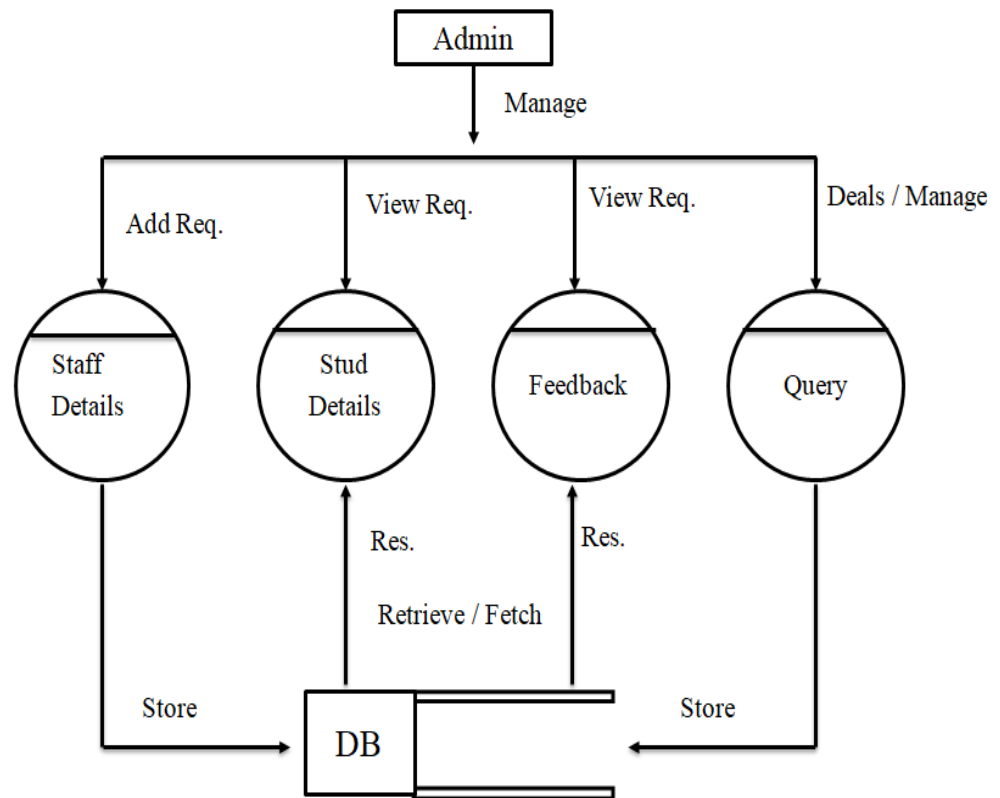 Admin
Manage
Add Req.
View Req.
View Req.
Deals / Manage
Staff
Details
Stud
Details
Feedback
Query
Res.
Res.
Retrieve / Fetch
Store
Store
DB